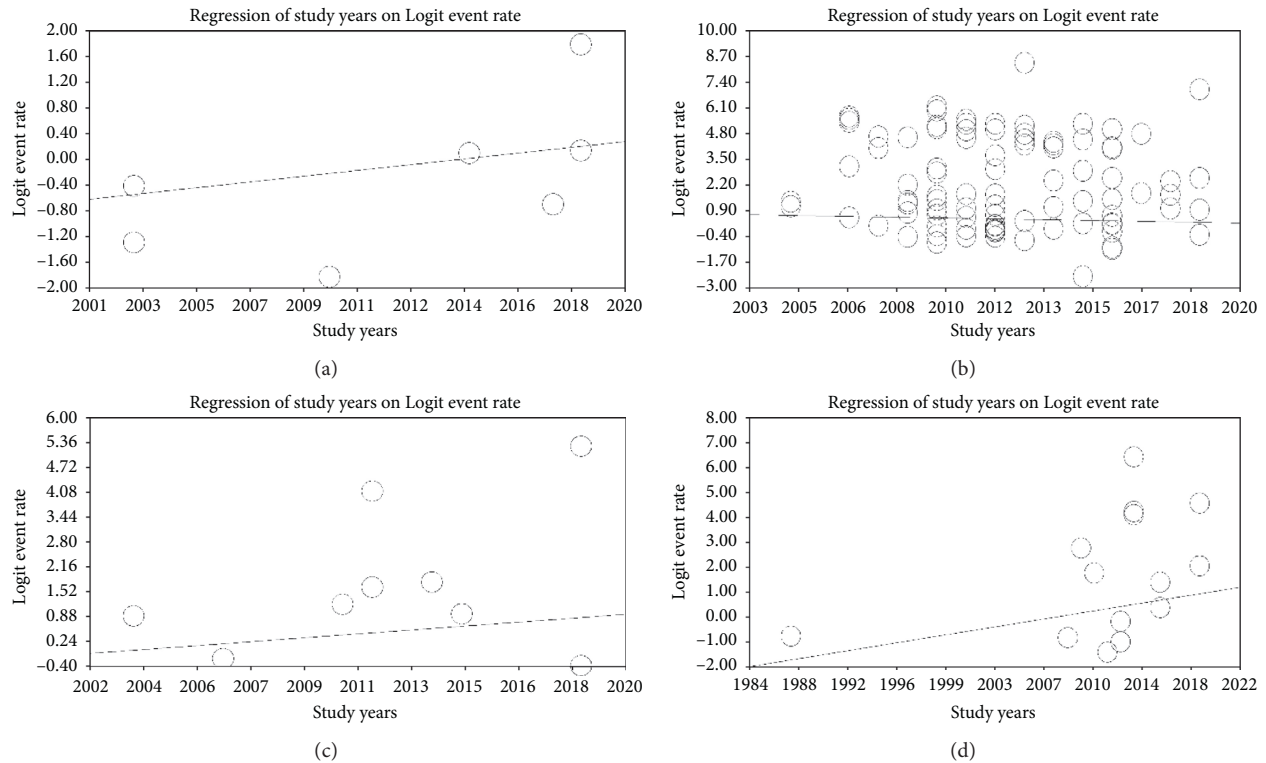 Regression of study years on Logit event rate
2.00
1.60
1.20
0.80
0.40
0.00
−0.40
−0.80
−1.20
−1.60
−2.00
Logit event rate
2001 2003 2005 2007 2009 2011 2012 2014 2016 2018 2020
Study years
(a)
Regression of study years on Logit event rate
10.00
8.70
7.40
6.10
4.80
3.50
2.20
0.90
−0.40
−1.70
−3.00
Logit event rate
2003 2005 2006 2008 2010 2012 2013 2015 2017 2018 2020
Study years
(b)
Regression of study years on Logit event rate
6.00
5.36
4.72
4.08
3.44
2.80
2.16
1.52
0.88
0.24
−0.40
Logit event rate
2002 2004 2006 2007 2009 2011 2013 2015 2016 2018 2020
Study years
(c)
Regression of study years on Logit event rate
8.00
7.00
6.00
5.00
4.00
3.00
2.00
1.00
0.00
−1.00
−2.00
Logit event rate
1984 1988 1992 1996 1999 2003 2007 2010 2014 2018 2022
Study years
(d)